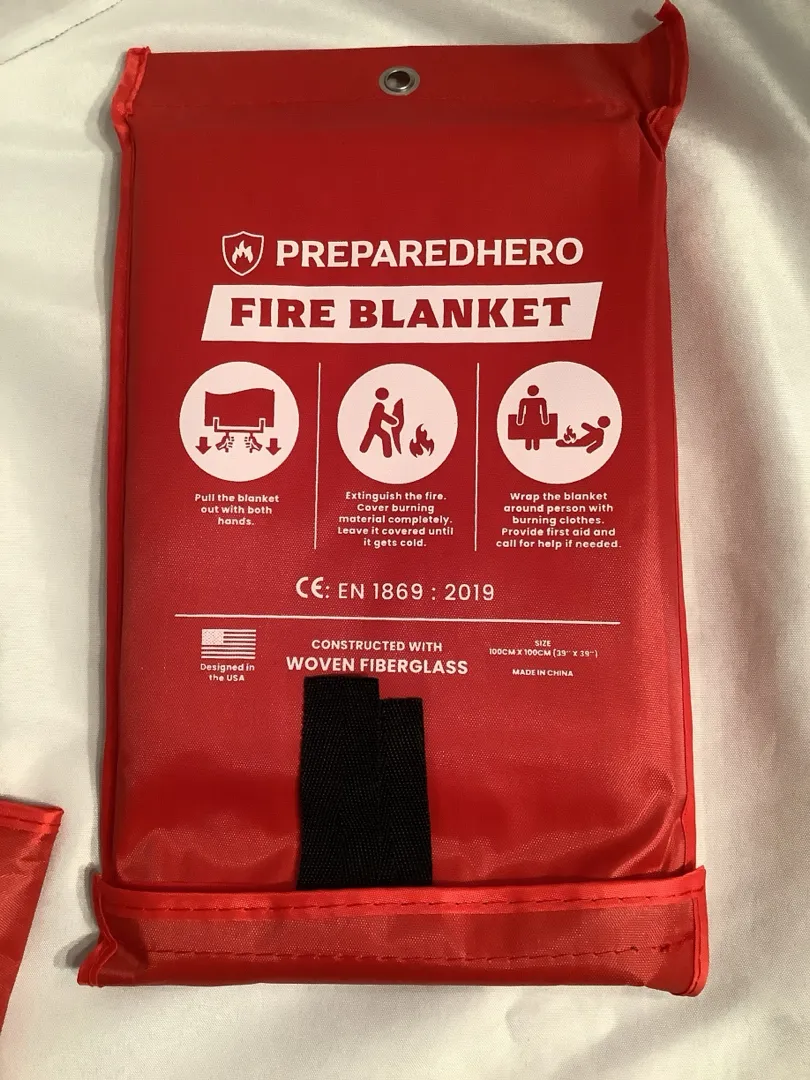 PREPAREDHERO
FIRE BLANKET
Pull the blanket
out with both
hands.
Extinguish the fire.
Cover burning
material completely.
Leave it covered until
it gets cold.
Wrap the blanket
around person with
burning clothes.
Provide first aid and
call for help if needed.
CE: EN 1869 : 2019
Designed in
the USA
CONSTRUCTED WITH
WOVEN FIBERGLASS
SIZE
100CM X 100CM (39'' X 39'')
MADE IN CHINA